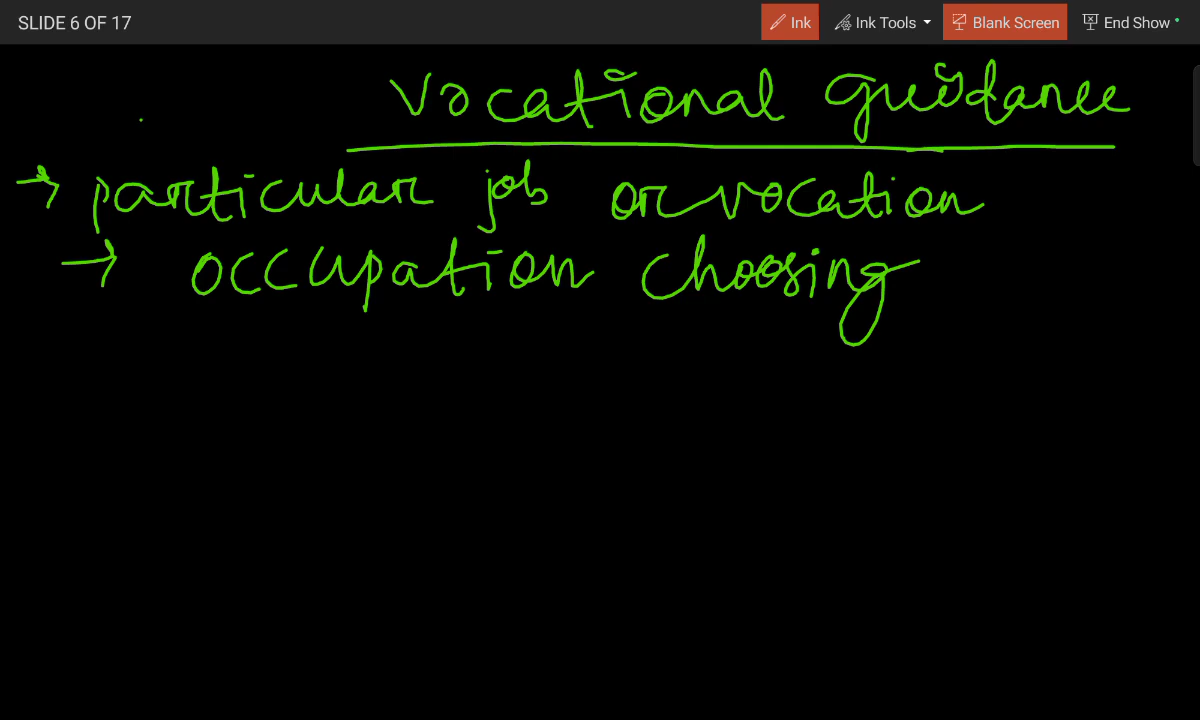 SLIDE 6 OF 17 Ink Ink Tools Blank Screen End Show
Vocational guidance
→ particular job or vocation
→ occupation choosing